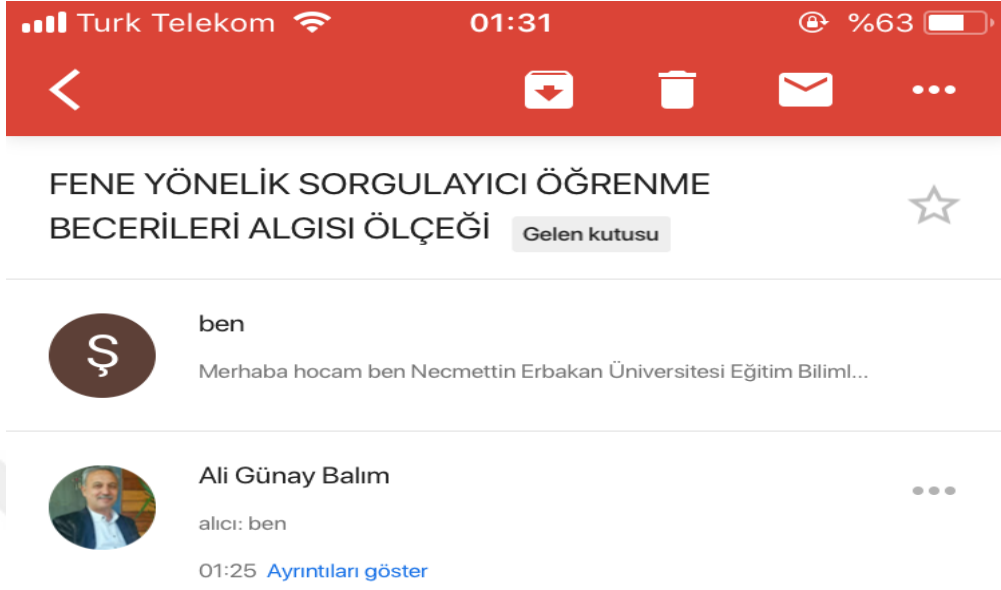 Turk Telekom 01:31 %63
FENE YÖNELİK SORGULAYICI ÖĞRENME
BECERİLERİ ALGISI ÖLÇEĞİ Gelen kutusu
Ş
ben
Merhaba hocam ben Necmettin Erbakan Üniversitesi Eğitim Biliml...
Ali Günay Balım
alıcı: ben
01:25 Ayrıntıları göster